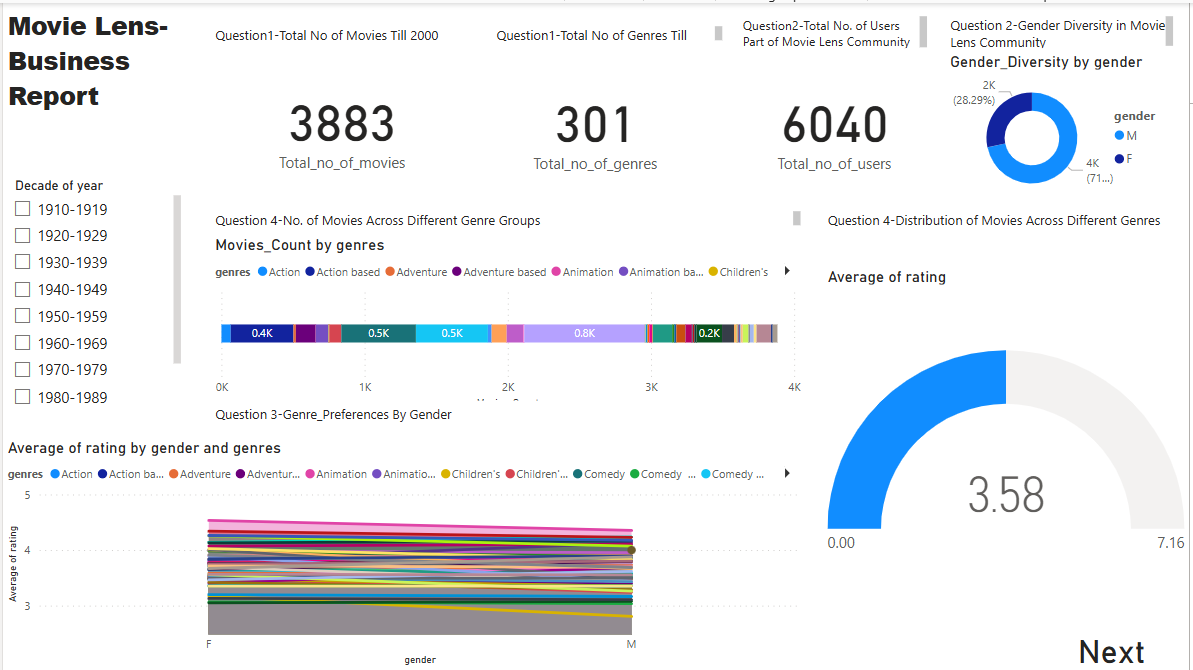 Movie Lens-
Business
Report
Question1-Total No of Movies Till 2000
3883
Total_no_of_movies
Question1-Total No of Genres Till
301
Total_no_of_genres
Question2-Total No. of Users
Part of Movie Lens Community
6040
Total_no_of_users
Question 2-Gender Diversity in Movie
Lens Community
Gender_Diversity by gender
2K
(28.29%)
4K
(71...)
gender
M
F
Decade of year
1910-1919
1920-1929
1930-1939
1940-1949
1950-1959
1960-1969
1970-1979
1980-1989
Question 4-No. of Movies Across Different Genre Groups
Movies_Count by genres
genres Action Action based Adventure Adventure based Animation Animation ba... Children's
0.4K 0.5K 0.5K 0.8K 0.2K
0K 1K 2K 3K 4K
Question 4-Distribution of Movies Across Different Genres
Average of rating
3.58
0.00 7.16
Question 3-Genre_Preferences By Gender
Average of rating by gender and genres
genres Action Action ba... Adventure Adventur... Animation Animatio... Children's Children'... Comedy Comedy ... Comedy ...
Average of rating
5
4
3
F M
gender
Next